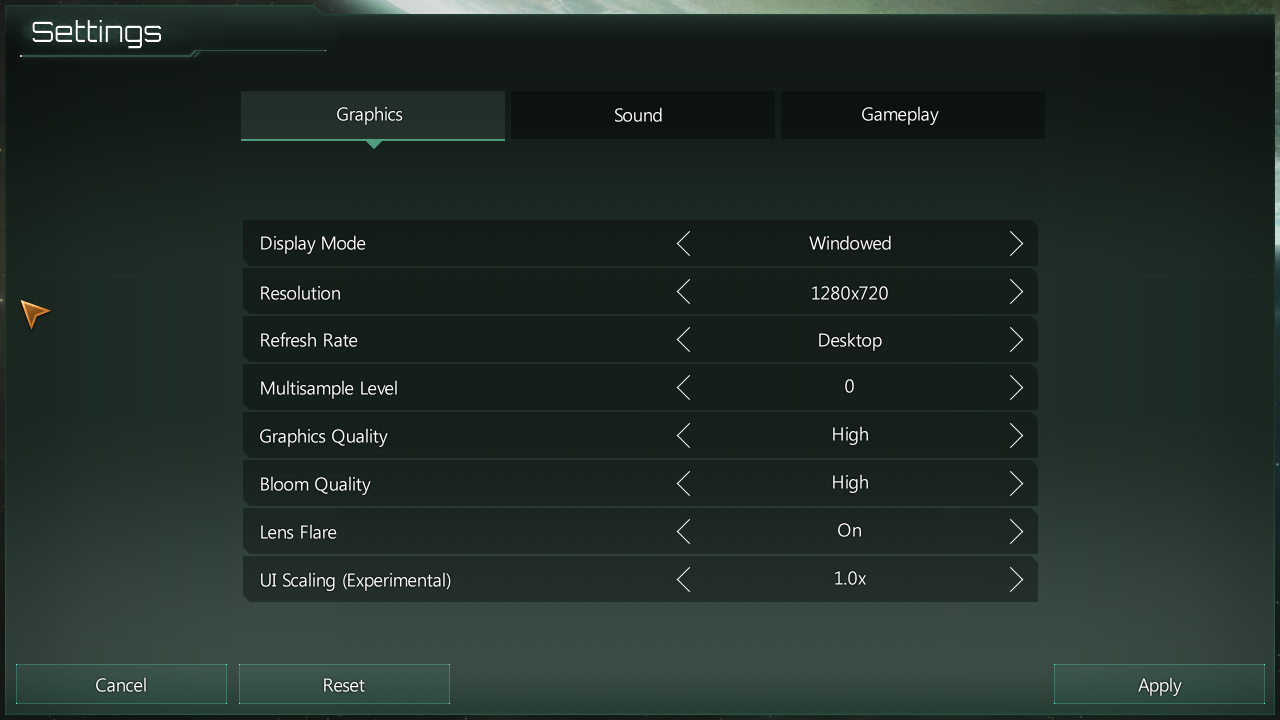 Settings
Graphics Sound Gameplay
Display Mode Windowed
Resolution 1280x720
Refresh Rate Desktop
Multisample Level 0
Graphics Quality High
Bloom Quality High
Lens Flare On
UI Scaling (Experimental) 1.0x
Cancel Reset Apply